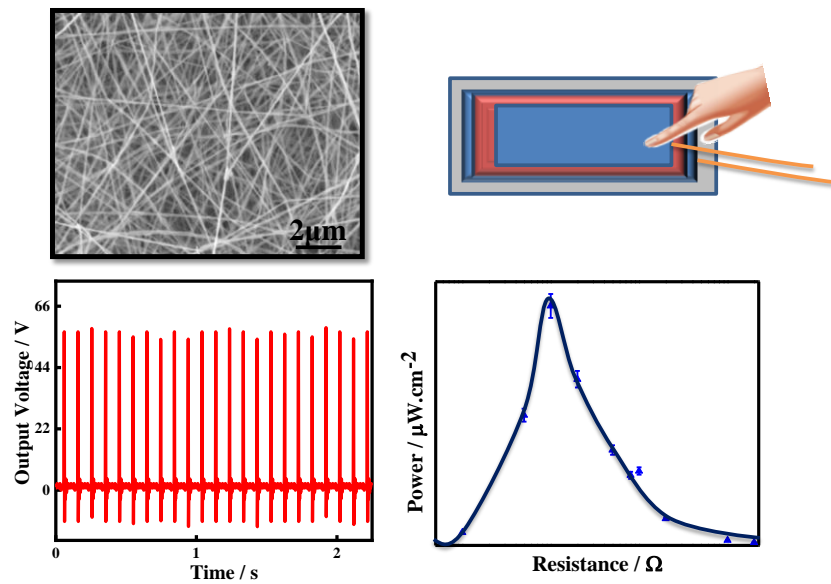 2μm
66
44
22
0
Output Voltage / V
0
1
2
Time / s
Power / μW.cm-2
Resistance / Ω